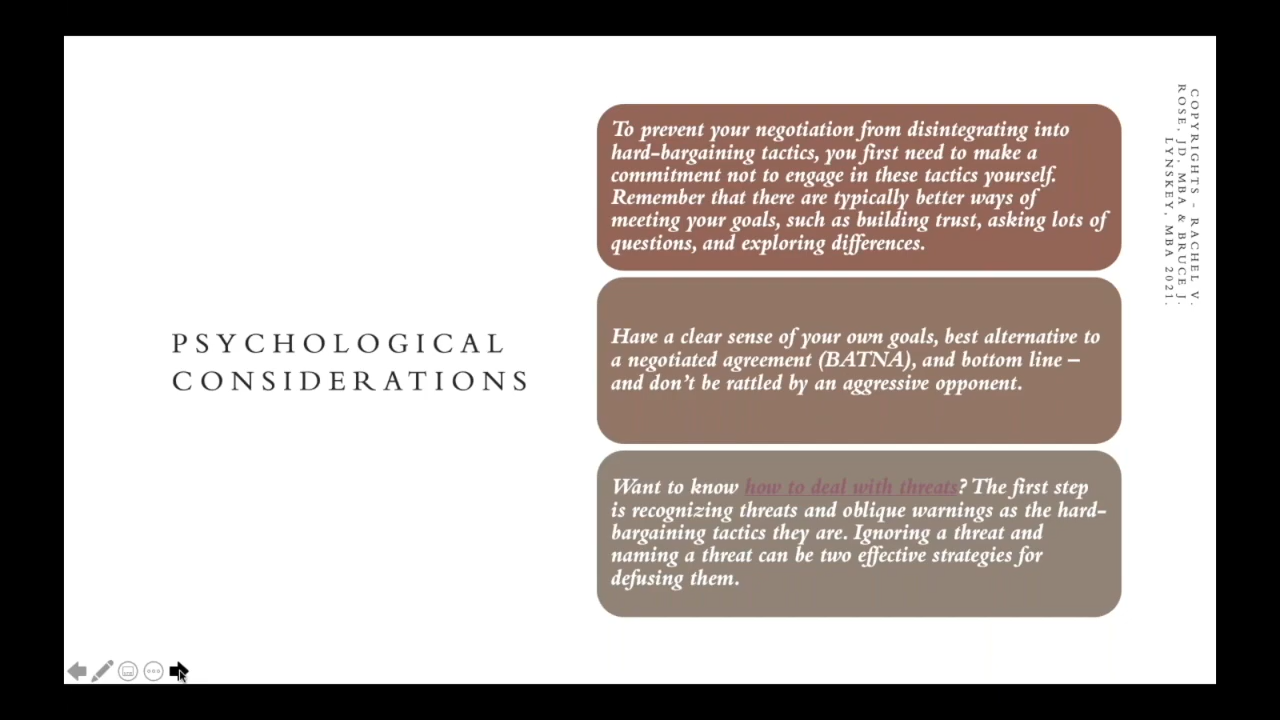 PSYCHOLOGICAL
CONSIDERATIONS
To prevent your negotiation from disintegrating into
hard-bargaining tactics, you first need to make a
commitment not to engage in these tactics yourself.
Remember that there are typically better ways of
meeting your goals, such as building trust, asking lots of
questions, and exploring differences.
Have a clear sense of your own goals, best alternative to
a negotiated agreement (BATNA), and bottom line –
and don't be rattled by an aggressive opponent.
Want to know how to deal with threats? The first step
is recognizing threats and oblique warnings as the hard-
bargaining tactics they are. Ignoring a threat and
naming a threat can be two effective strategies for
defusing them.
COPYRIGHTS - RACHEL V.
ROSE, JD, MBA & BRUCE J.
LYNSKEY, MBA 2021.